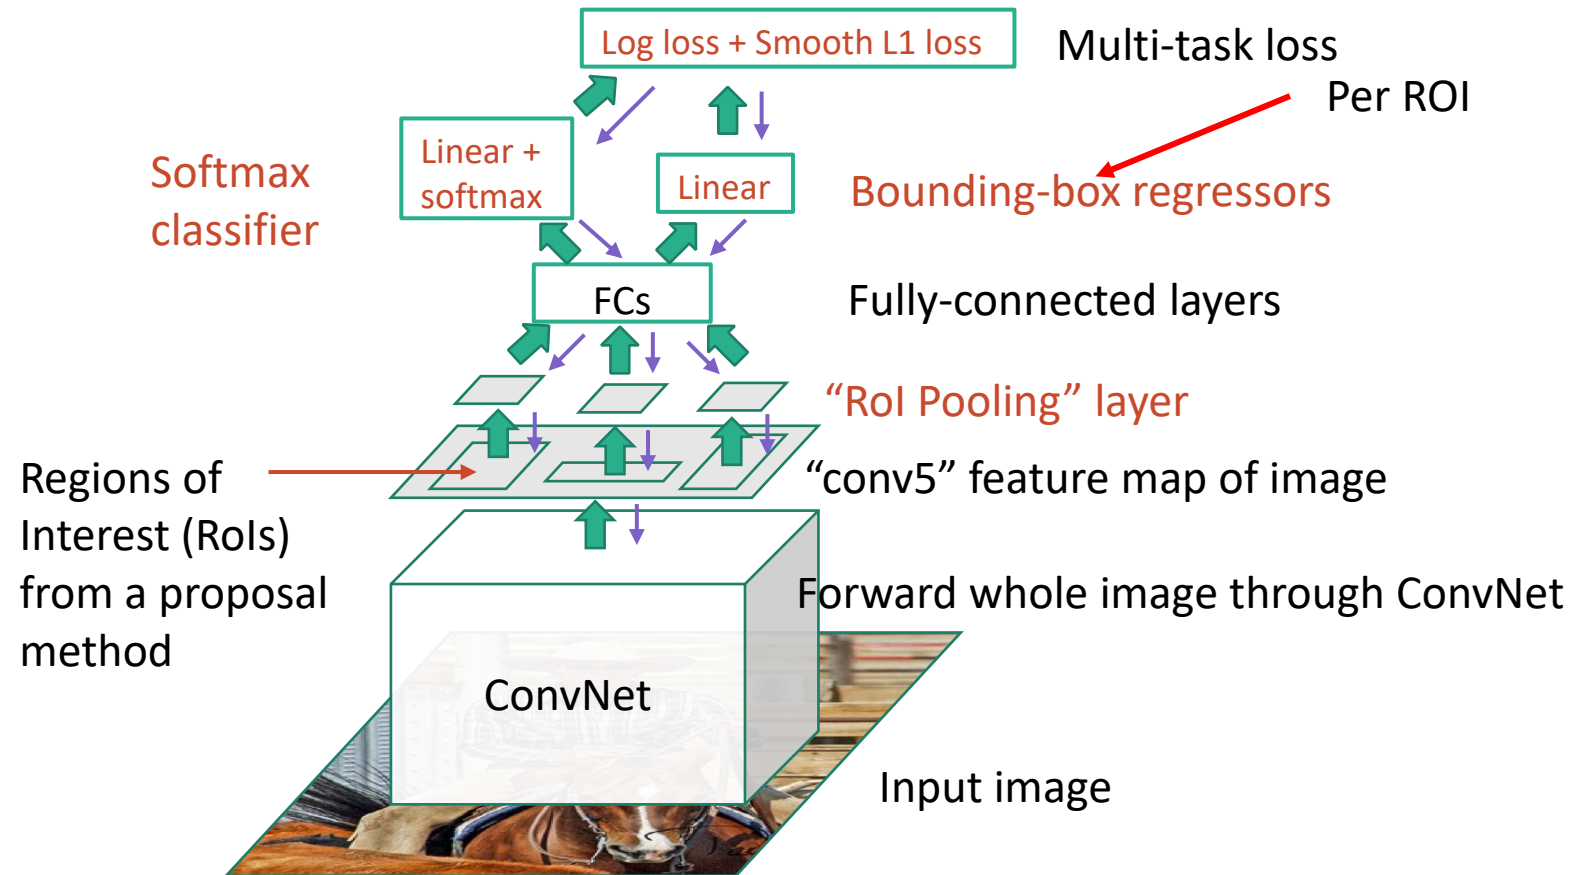 Log loss + Smooth L1 loss
Multi-task loss
Per ROI
Softmax
classifier
Linear +
softmax
Linear
Bounding-box regressors
FCs
Fully-connected layers
“RoI Pooling” layer
Regions of
Interest (RoIs)
from a proposal
method
“conv5” feature map of image
Forward whole image through ConvNet
ConvNet
Input image